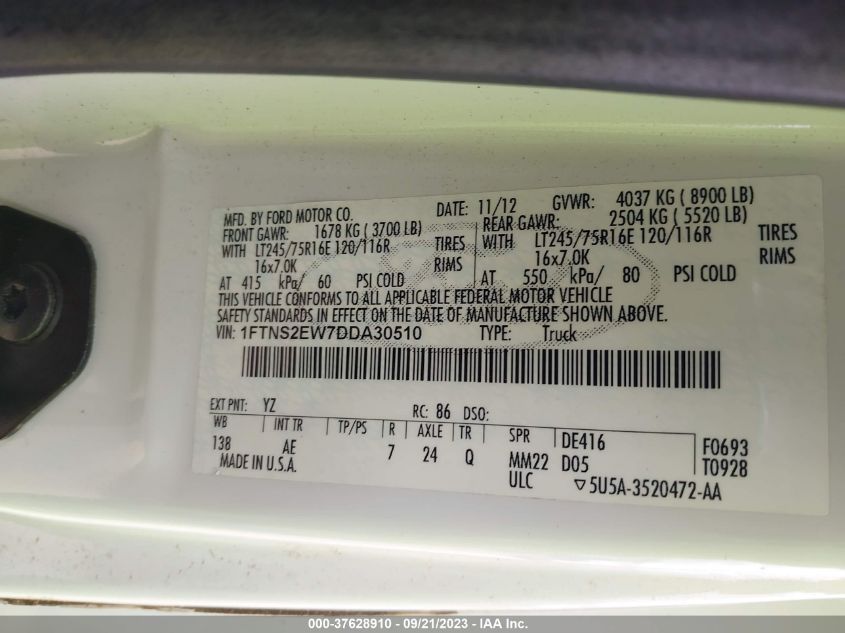 MFD. BY FORD MOTOR CO. DATE: 11/12 GVWR: 4037 KG ( 8900 LB)
FRONT GAWR: 1678 KG ( 3700 LB) REAR GAWR: 2504 KG ( 5520 LB)
WITH LT245/75R16E 120/116R TIRES WITH LT245/75R16E 120/116R TIRES
16x7.0K RIMS 16x7.0K RIMS
AT 415 kPa/ 60 PSI COLD AT 550 kPa/ 80 PSI COLD
THIS VEHICLE CONFORMS TO ALL APPLICABLE FEDERAL MOTOR VEHICLE
SAFETY STANDARDS IN EFFECT ON THE DATE OF MANUFACTURE SHOWN ABOVE.
VIN: 1FTNS2EW7DDA30510 TYPE: Truck
EXT PNT: YZ RC: 86 DSO:
WB INT TR TP/PS R AXLE TR SPR DE416 F0693
138 AE 7 24 Q MM22 D05 T0928
MADE IN U.S.A. ULC ▽5U5A-3520472-AA
000-37628910 - 09/21/2023 - IAA Inc.